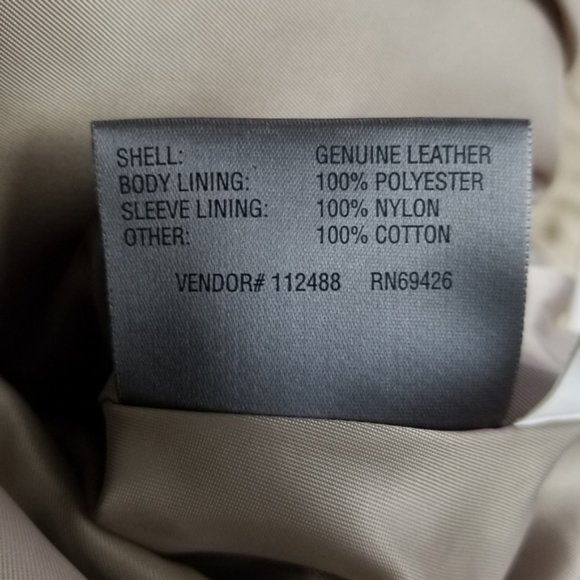 SHELL: GENUINE LEATHER
BODY LINING: 100% POLYESTER
SLEEVE LINING: 100% NYLON
OTHER: 100% COTTON
VENDOR# 112488 RN69426